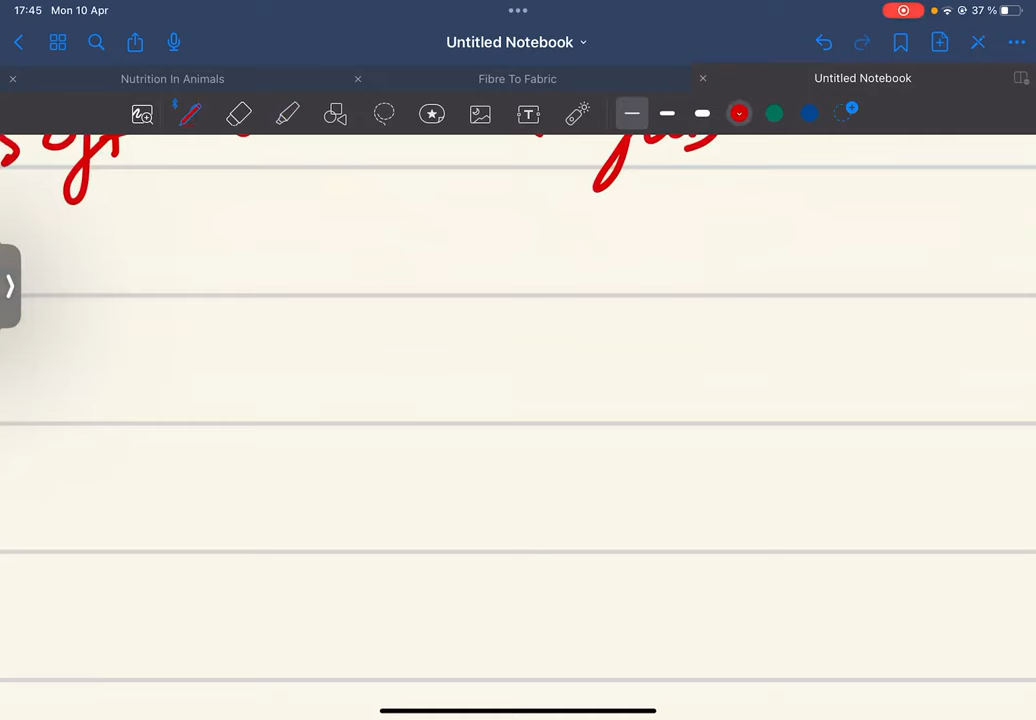 17:45 Mon 10 Apr 37 %
Untitled Notebook
Nutrition In Animals Fibre To Fabric Untitled Notebook
T